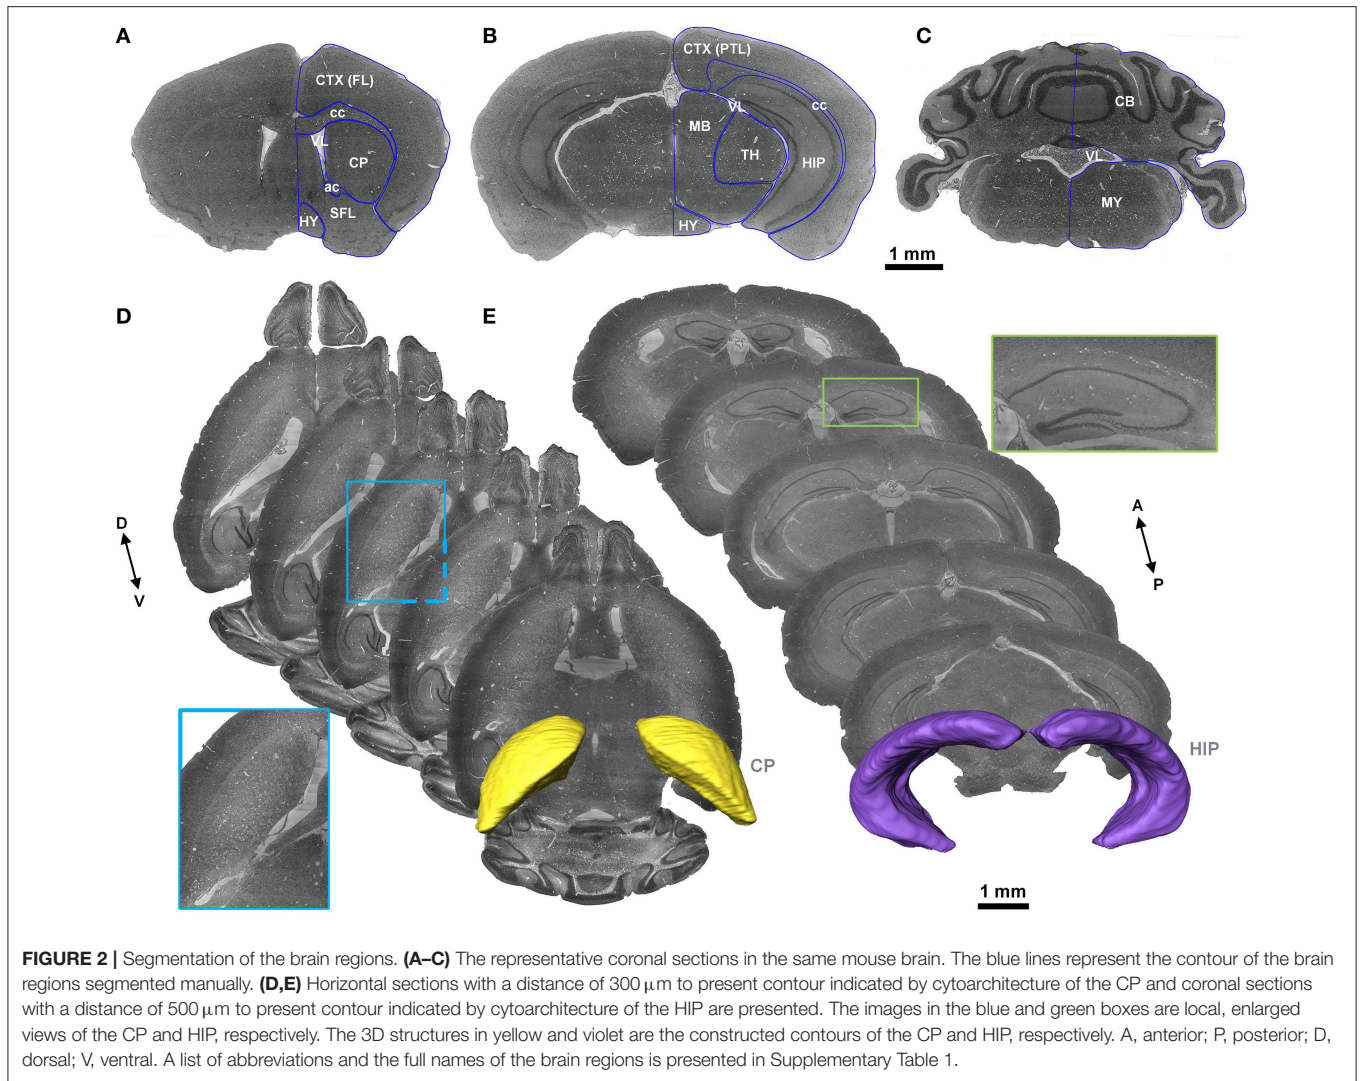 A
B
C
CTX (FL)
cc
VL
CP
ac
SFL
HY
CTX (PTL)
VL
cc
MB
TH
HIP
HY
CB
VL
MY
1 mm
D
E
D
V
A
P
CP
HIP
1 mm
FIGURE 2 | Segmentation of the brain regions. (A–C) The representative coronal sections in the same mouse brain. The blue lines represent the contour of the brain
regions segmented manually. (D,E) Horizontal sections with a distance of 300 µm to present contour indicated by cytoarchitecture of the CP and coronal sections
with a distance of 500 µm to present contour indicated by cytoarchitecture of the HIP are presented. The images in the blue and green boxes are local, enlarged
views of the CP and HIP, respectively. The 3D structures in yellow and violet are the constructed contours of the CP and HIP, respectively. A, anterior; P, posterior; D,
dorsal; V, ventral. A list of abbreviations and the full names of the brain regions is presented in Supplementary Table 1.